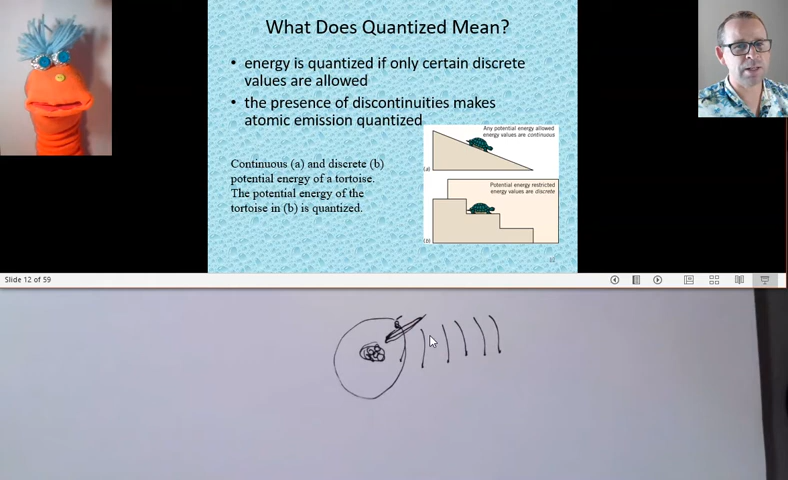 What Does Quantized Mean?
• energy is quantized if only certain discrete
values are allowed
• the presence of discontinuities makes
atomic emission quantized
Continuous (a) and discrete (b)
potential energy of a tortoise.
The potential energy of the
tortoise in (b) is quantized.
Any potential energy allowed
energy values are continuous
(a)
Potential energy restricted
energy values are discrete
(b)
Slide 12 of 59